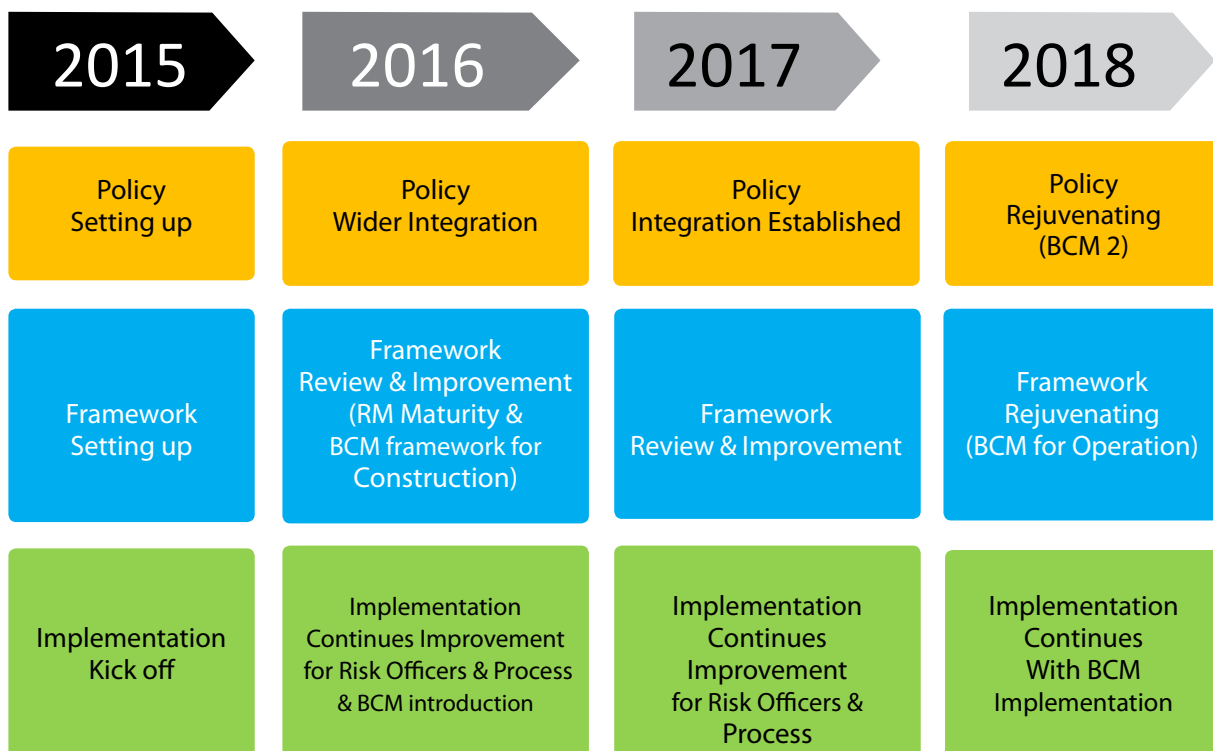 2015
2016
2017
2018
Policy
Setting up
Policy
Wider Integration
Policy
Integration Established
Policy
Rejuvenating
(BCM 2)
Framework
Setting up
Framework
Review & Improvement
(RM Maturity &
BCM framework for
Construction)
Framework
Review & Improvement
Framework
Rejuvenating
(BCM for Operation)
Implementation
Kick off
Implementation
Continues Improvement
for Risk Officers & Process
& BCM introduction
Implementation
Continues
Improvement
for Risk Officers &
Process
Implementation
Continues
With BCM
Implementation